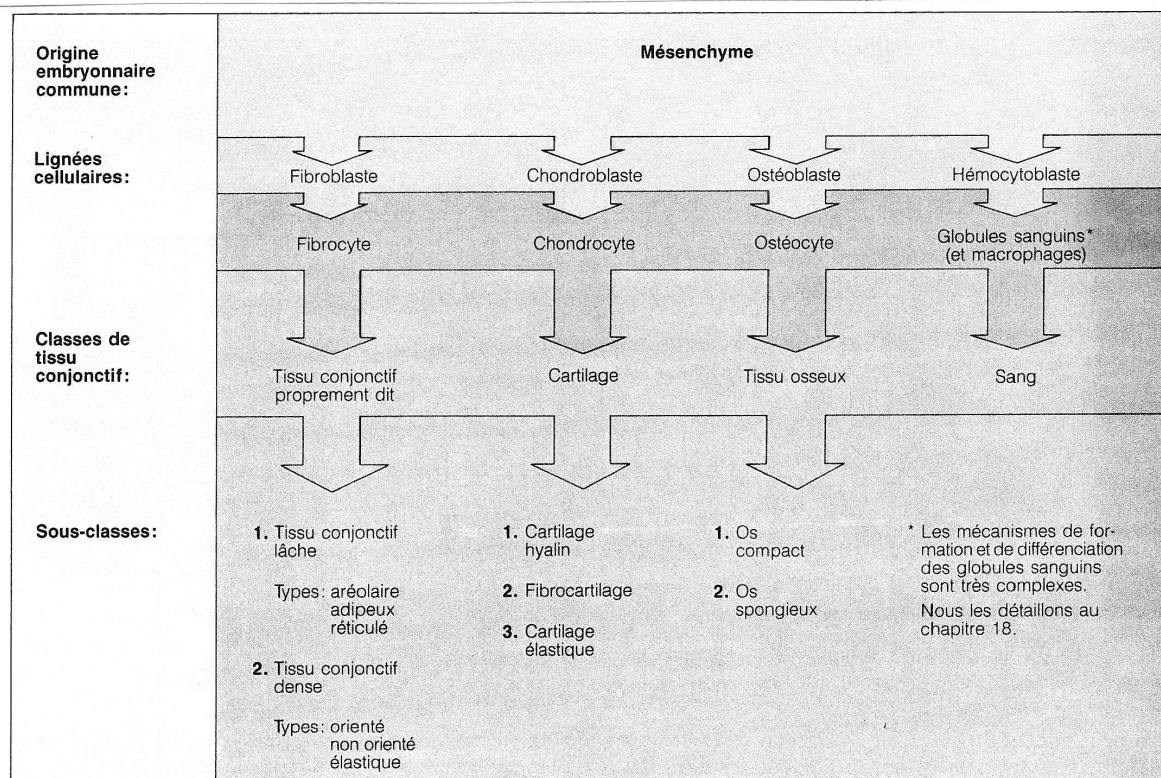 Origine
embryonnaire
commune:
Mésenchyme
Lignées
cellulaires:
Fibroblaste
Chondroblaste
Ostéoblaste
Hémocytoblaste
Fibrocyte
Chondrocyte
Ostéocyte
Globules sanguins*
(et macrophages)
Classes de
tissu
conjonctif:
Tissu conjonctif
proprement dit
Cartilage
Tissu osseux
Sang
Sous-classes:
1. Tissu conjonctif
lâche
Types: aréolaire
adipeux
réticulé
2. Tissu conjonctif
dense
Types: orienté
non orienté
élastique
1. Cartilage
hyalin
2. Fibrocartilage
3. Cartilage
élastique
1. Os
compact
2. Os
spongieux
* Les mécanismes de for-
mation et de différenciation
des globules sanguins
sont très complexes.
Nous les détaillons au
chapitre 18.